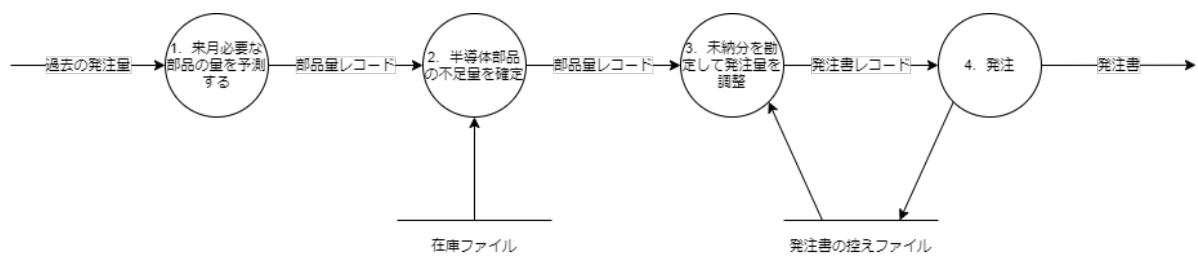 過去の発注量
1. 来月必要な
部品の量を予測
する
部品量レコード
2. 半導体部品
の不足量を確定
部品量レコード
3. 未納分を勘
定して発注量を
調整
発注書レコード
4. 発注
発注書
在庫ファイル
発注書の控えファイル